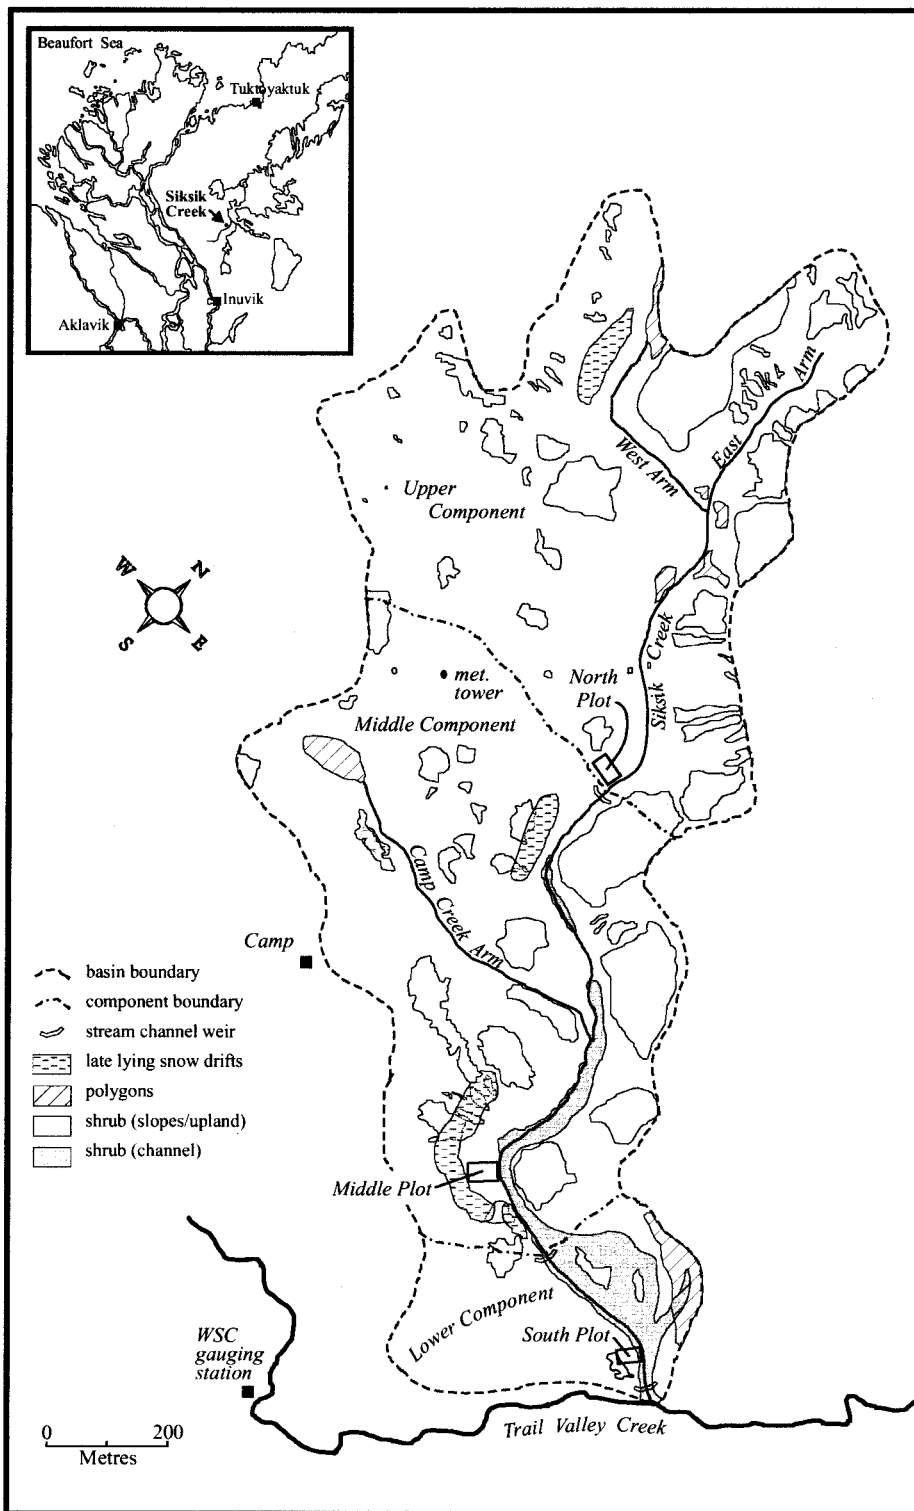 Beaufort Sea
Tuktoyaktuk
Siksik
Creek
Inuvik
Aklavik
West Arm
East Arm
Upper
Component
W
N
S
E
met.
tower
North
Plot
Siksik Creek
Middle Component
Camp Creek Arm
Camp
basin boundary
component boundary
stream channel weir
late lying snow drifts
polygons
shrub (slopes/upland)
shrub (channel)
Middle Plot
Lower Component
South Plot
WSC
gauging
station
Trail Valley Creek
0 200
Metres